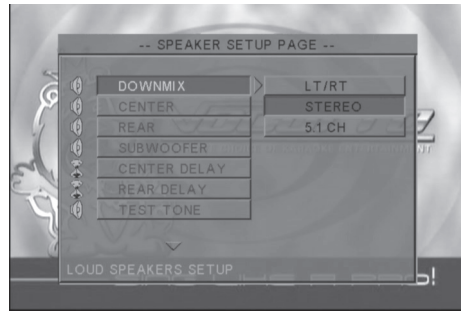 -- SPEAKER SETUP PAGE --
DOWNMIX
LT/RT
CENTER
STEREO
REAR
5.1 CH
SUBWOOFER
CENTER DELAY
REAR DELAY
TEST TONE
LOUD SPEAKERS SETUP